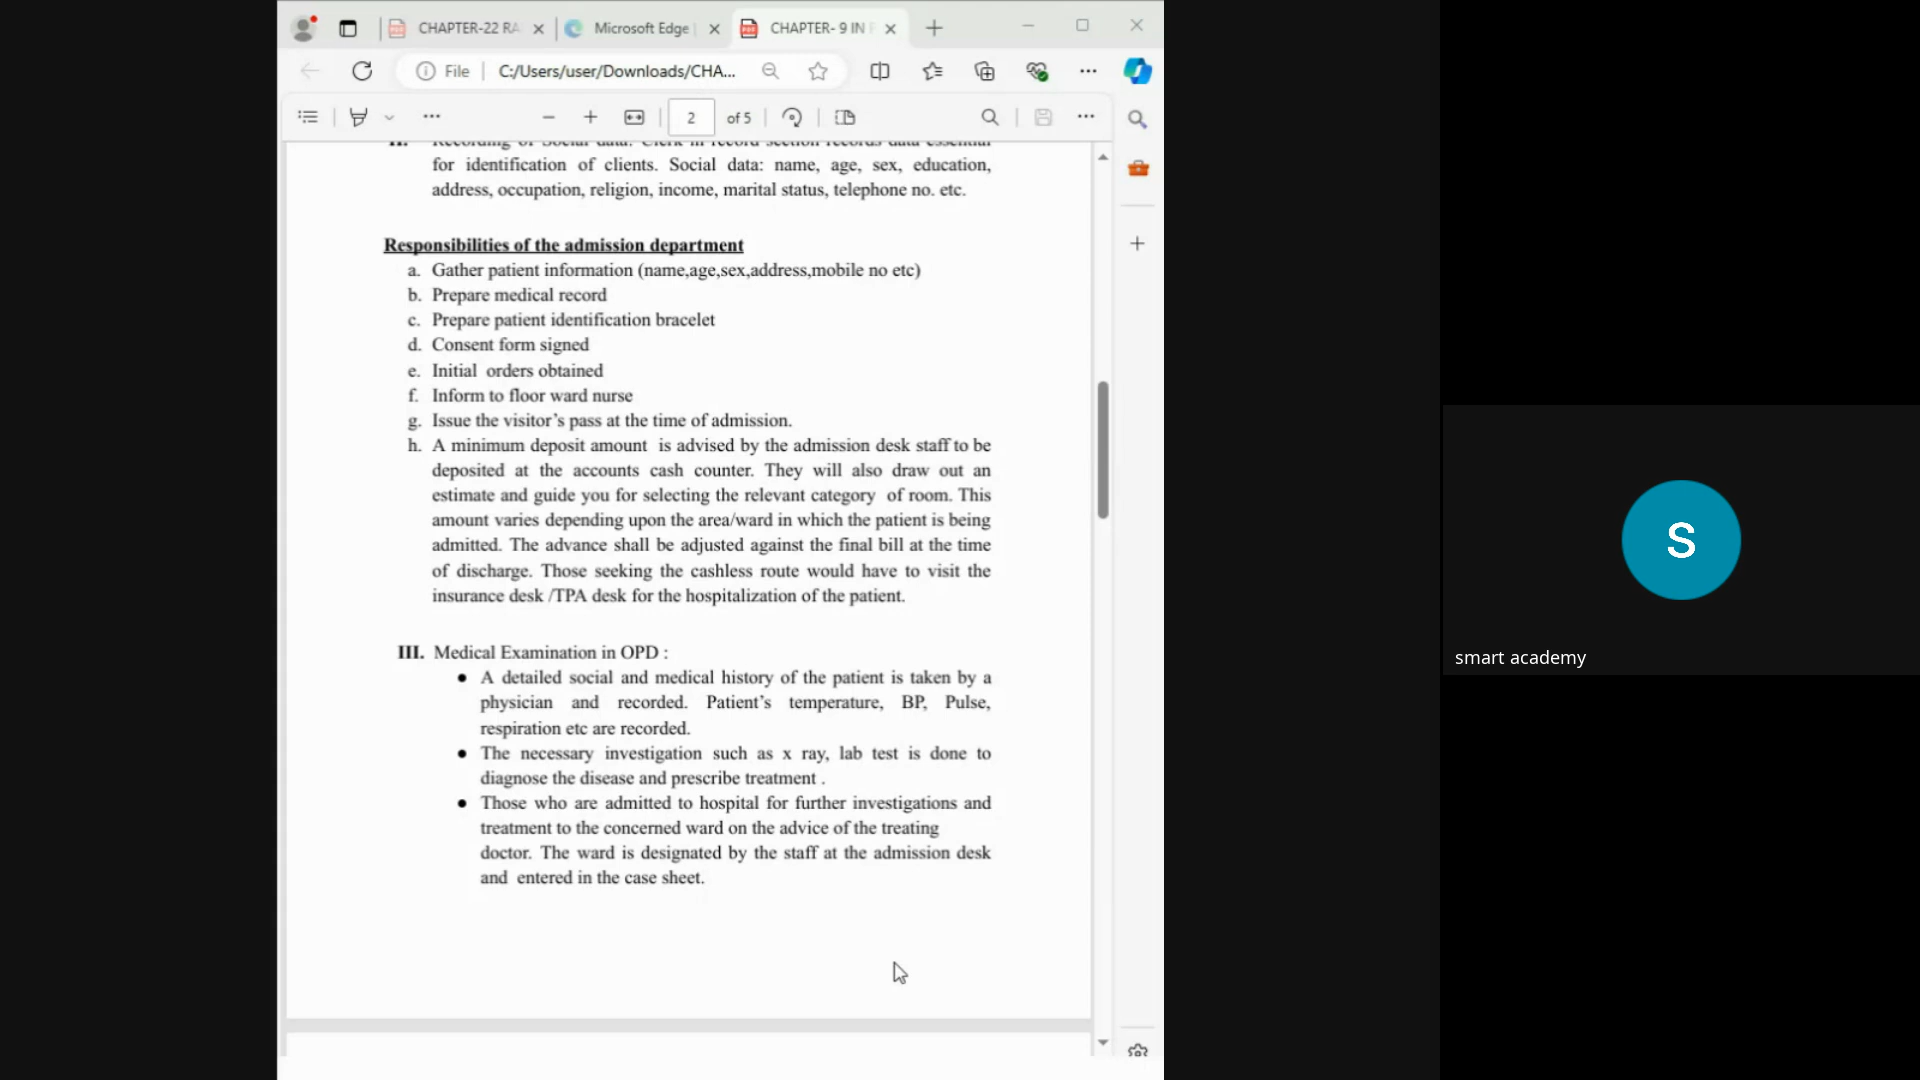 CHAPTER-22 RA
Microsoft Edge
CHAPTER- 9 IN
File
C:/Users/user/Downloads/CHA...
2
of 5
II. Recording of Social data: Clerk in record section records data essential
for identification of clients. Social data: name, age, sex, education,
address, occupation, religion, income, marital status, telephone no. etc.
Responsibilities of the admission department
a. Gather patient information (name,age,sex,address,mobile no etc)
b. Prepare medical record
c. Prepare patient identification bracelet
d. Consent form signed
e. Initial orders obtained
f. Inform to floor ward nurse
g. Issue the visitor's pass at the time of admission.
h. A minimum deposit amount is advised by the admission desk staff to be
deposited at the accounts cash counter. They will also draw out an
estimate and guide you for selecting the relevant category of room. This
amount varies depending upon the area/ward in which the patient is being
admitted. The advance shall be adjusted against the final bill at the time
of discharge. Those seeking the cashless route would have to visit the
insurance desk /TPA desk for the hospitalization of the patient.
III. Medical Examination in OPD :
● A detailed social and medical history of the patient is taken by a
physician and recorded. Patient's temperature, BP, Pulse,
respiration etc are recorded.
● The necessary investigation such as x ray, lab test is done to
diagnose the disease and prescribe treatment .
● Those who are admitted to hospital for further investigations and
treatment to the concerned ward on the advice of the treating
doctor. The ward is designated by the staff at the admission desk
and entered in the case sheet.
S
smart academy